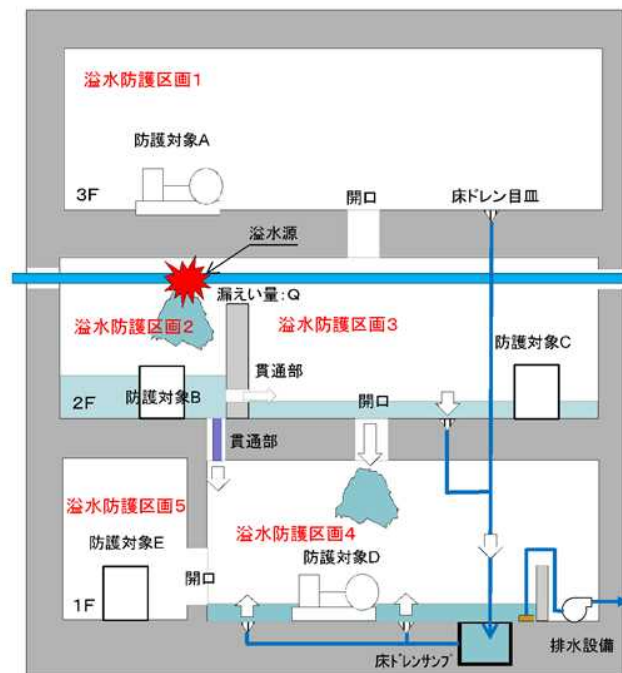 溢水防護区画1
防護対象A
3F
開口
床ドレン目皿
溢水源
漏えい量:Q
溢水防護区画2
溢水防護区画3
防護対象C
貫通部
防護対象B
2F
開口
貫通部
溢水防護区画5
溢水防護区画4
防護対象E
防護対象D
開口
1F
排水設備
床ドレンサンプ